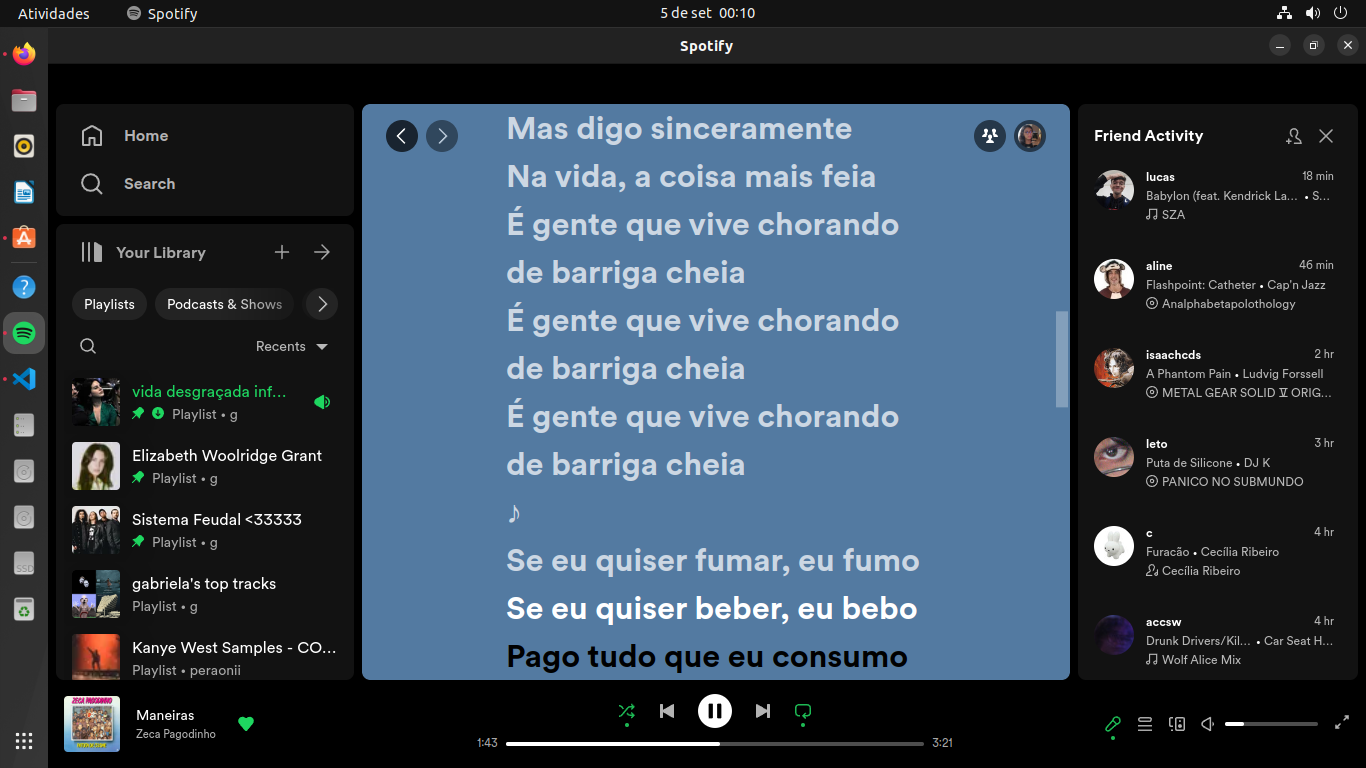 Atividades
Spotify
5 de set 00:10
Spotify
Home
Search
Your Library
Playlists
Podcasts & Shows
Recents
vida desgraçada inf...
Playlist • g
Elizabeth Woolridge Grant
Playlist • g
Sistema Feudal <33333
Playlist • g
gabriela's top tracks
Playlist • g
Kanye West Samples - CO...
Playlist • peraonii
Mas digo sinceramente
Na vida, a coisa mais feia
É gente que vive chorando
de barriga cheia
É gente que vive chorando
de barriga cheia
É gente que vive chorando
de barriga cheia
♪
Se eu quiser fumar, eu fumo
Se eu quiser beber, eu bebo
Pago tudo que eu consumo
Friend Activity
lucas
18 min
Babylon (feat. Kendrick La... • S...
SZA
aline
46 min
Flashpoint: Catheter • Cap'n Jazz
Analphabetapolothology
isaachcds
2 hr
A Phantom Pain • Ludvig Forssell
METAL GEAR SOLID Ⅴ ORIG...
leto
3 hr
Puta de Silicone • DJ K
PANICO NO SUBMUNDO
c
4 hr
Furacão • Cecília Ribeiro
Cecília Ribeiro
accsw
4 hr
Drunk Drivers/Kil... • Car Seat H...
Wolf Alice Mix
SSD
ZECA PAGODINHO
Maneiras
Zeca Pagodinho
1:43
3:21